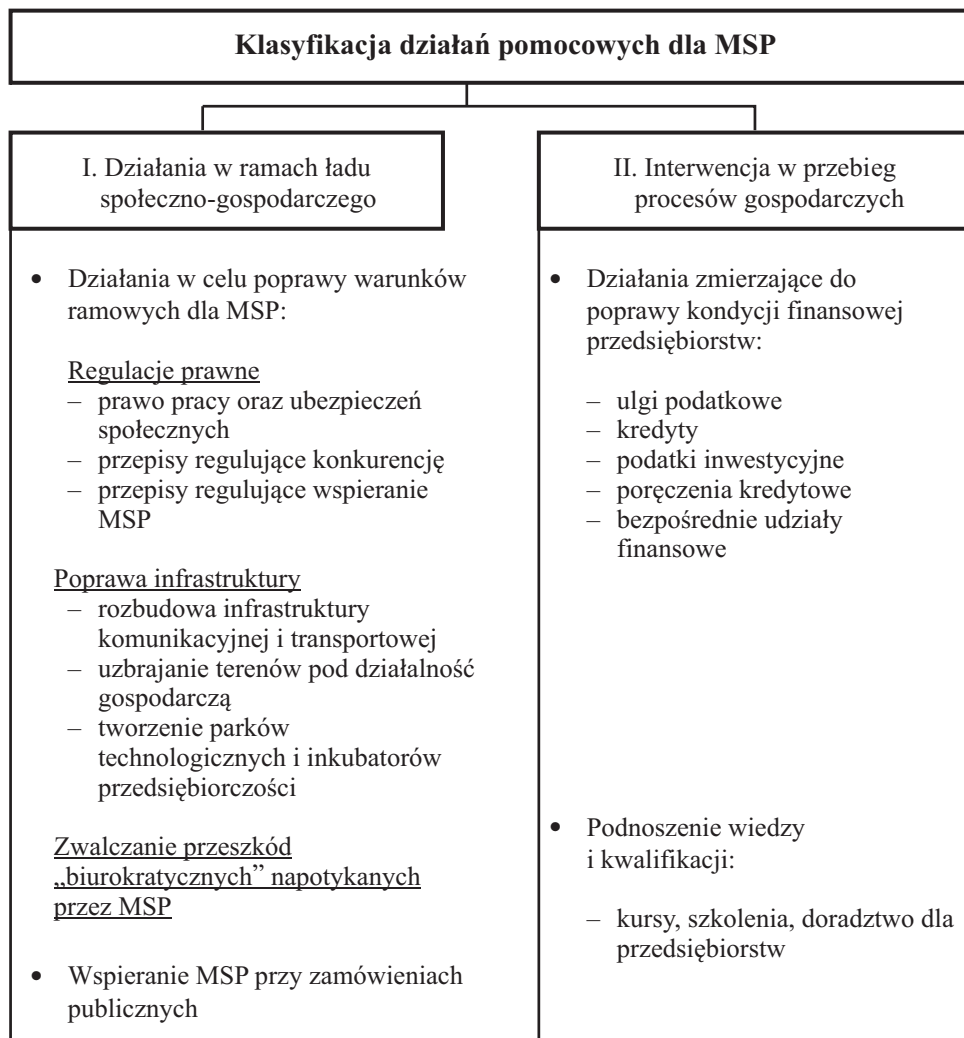 Klasyfikacja działań pomocowych dla MSP
I. Działania w ramach ładu
społeczno-gospodarczego
• Działania w celu poprawy warunków
ramowych dla MSP:
Regulacje prawne
– prawo pracy oraz ubezpieczeń
społecznych
– przepisy regulujące konkurencję
– przepisy regulujące wspieranie
MSP
Poprawa infrastruktury
– rozbudowa infrastruktury
komunikacyjnej i transportowej
– uzbrajanie terenów pod działalność
gospodarczą
– tworzenie parków
technologicznych i inkubatorów
przedsiębiorczości
Zwalczanie przeszkód
„biurokratycznych” napotykanych
przez MSP
• Wspieranie MSP przy zamówieniach
publicznych
II. Interwencja w przebieg
procesów gospodarczych
• Działania zmierzające do
poprawy kondycji finansowej
przedsiębiorstw:
– ulgi podatkowe
– kredyty
– podatki inwestycyjne
– poręczenia kredytowe
– bezpośrednie udziały
finansowe
• Podnoszenie wiedzy
i kwalifikacji:
– kursy, szkolenia, doradztwo dla
przedsiębiorstw